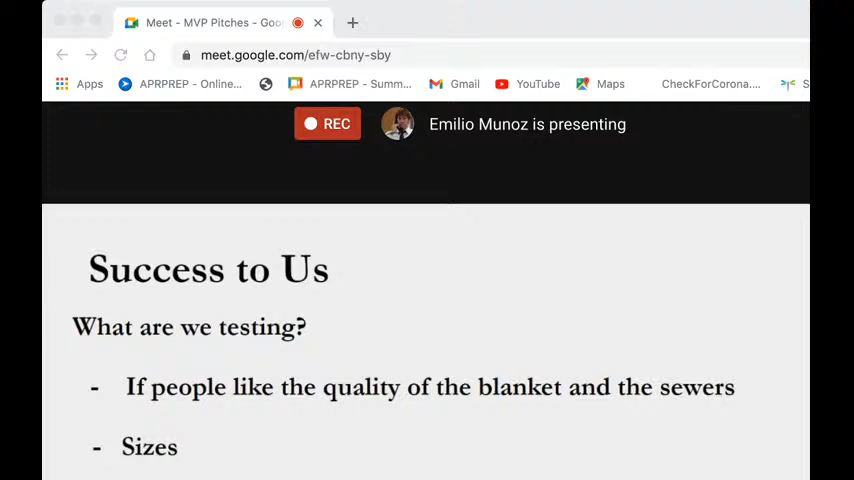 Meet - MVP Pitches - Goo
meet.google.com/efw-cbny-sby
Apps APRPREP - Online... APRPREP - Summ... Gmail YouTube Maps CheckForCorona.... S
REC Emilio Munoz is presenting
Success to Us
What are we testing?
- If people like the quality of the blanket and the sewers
- Sizes